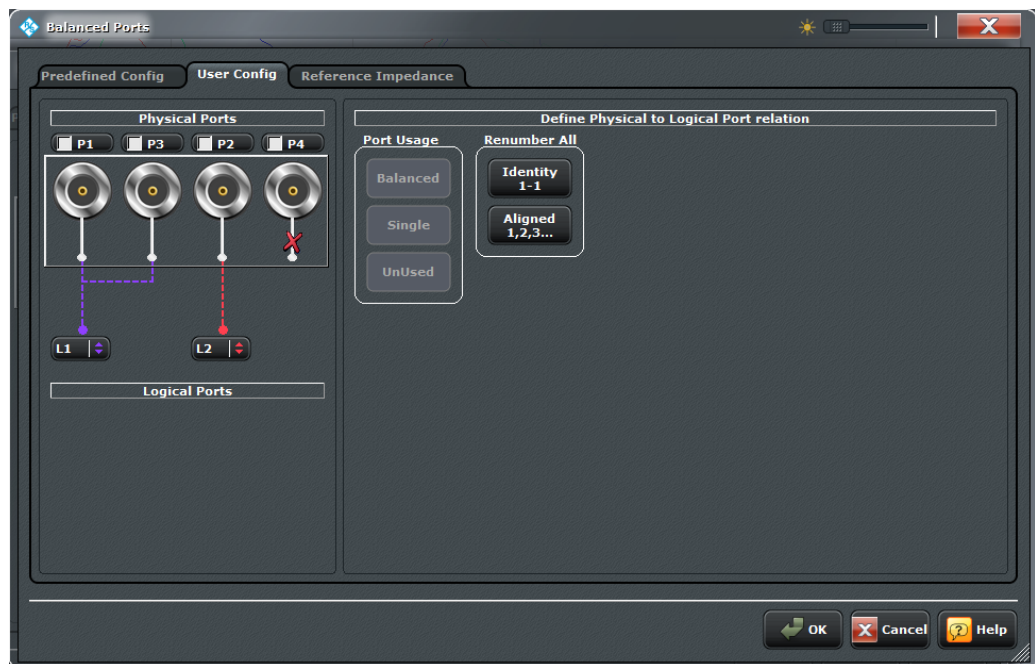 Balanced Ports
Predefined Config
User Config
Reference Impedance
Physical Ports
P1
P3
P2
P4
L1
L2
Logical Ports
Define Physical to Logical Port relation
Port Usage
Balanced
Single
UnUsed
Renumber All
Identity
1-1
Aligned
1,2,3...
OK
Cancel
Help